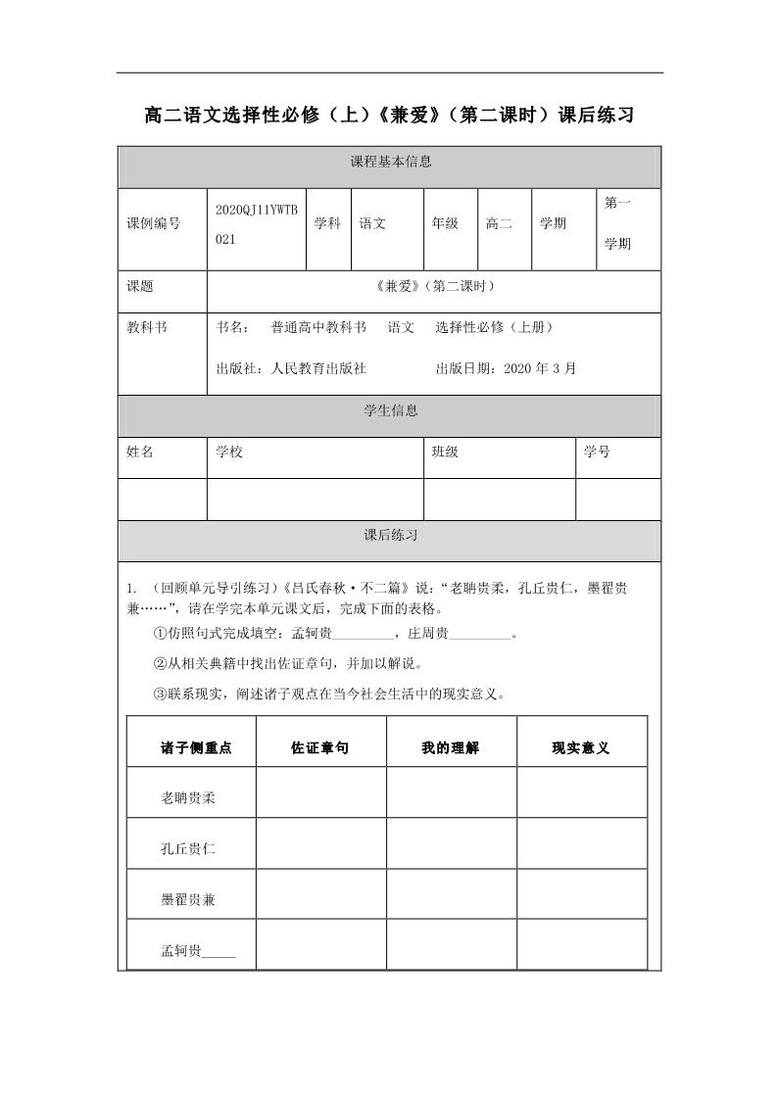 高二语文选择性必修（上）《兼爱》（第二课时）课后练习
课程基本信息
课例编号 2020QJ11YWTB021 学科 语文 年级 高二 学期 第一学期
课题 《兼爱》（第二课时）
教科书 书名： 普通高中教科书 语文 选择性必修（上册）
出版社：人民教育出版社 出版日期：2020 年 3 月
学生信息
姓名 学校 班级 学号
课后练习
1. （回顾单元导引练习）《吕氏春秋·不二篇》说：“老聃贵柔，孔丘贵仁，墨翟贵
兼……”，请在学完本单元课文后，完成下面的表格。
①仿照句式完成填空：孟轲贵________，庄周贵________。
②从相关典籍中找出佐证章句，并加以解说。
③联系现实，阐述诸子观点在当今社会生活中的现实意义。
诸子侧重点 佐证章句 我的理解 现实意义
老聃贵柔
孔丘贵仁
墨翟贵兼
孟轲贵_____